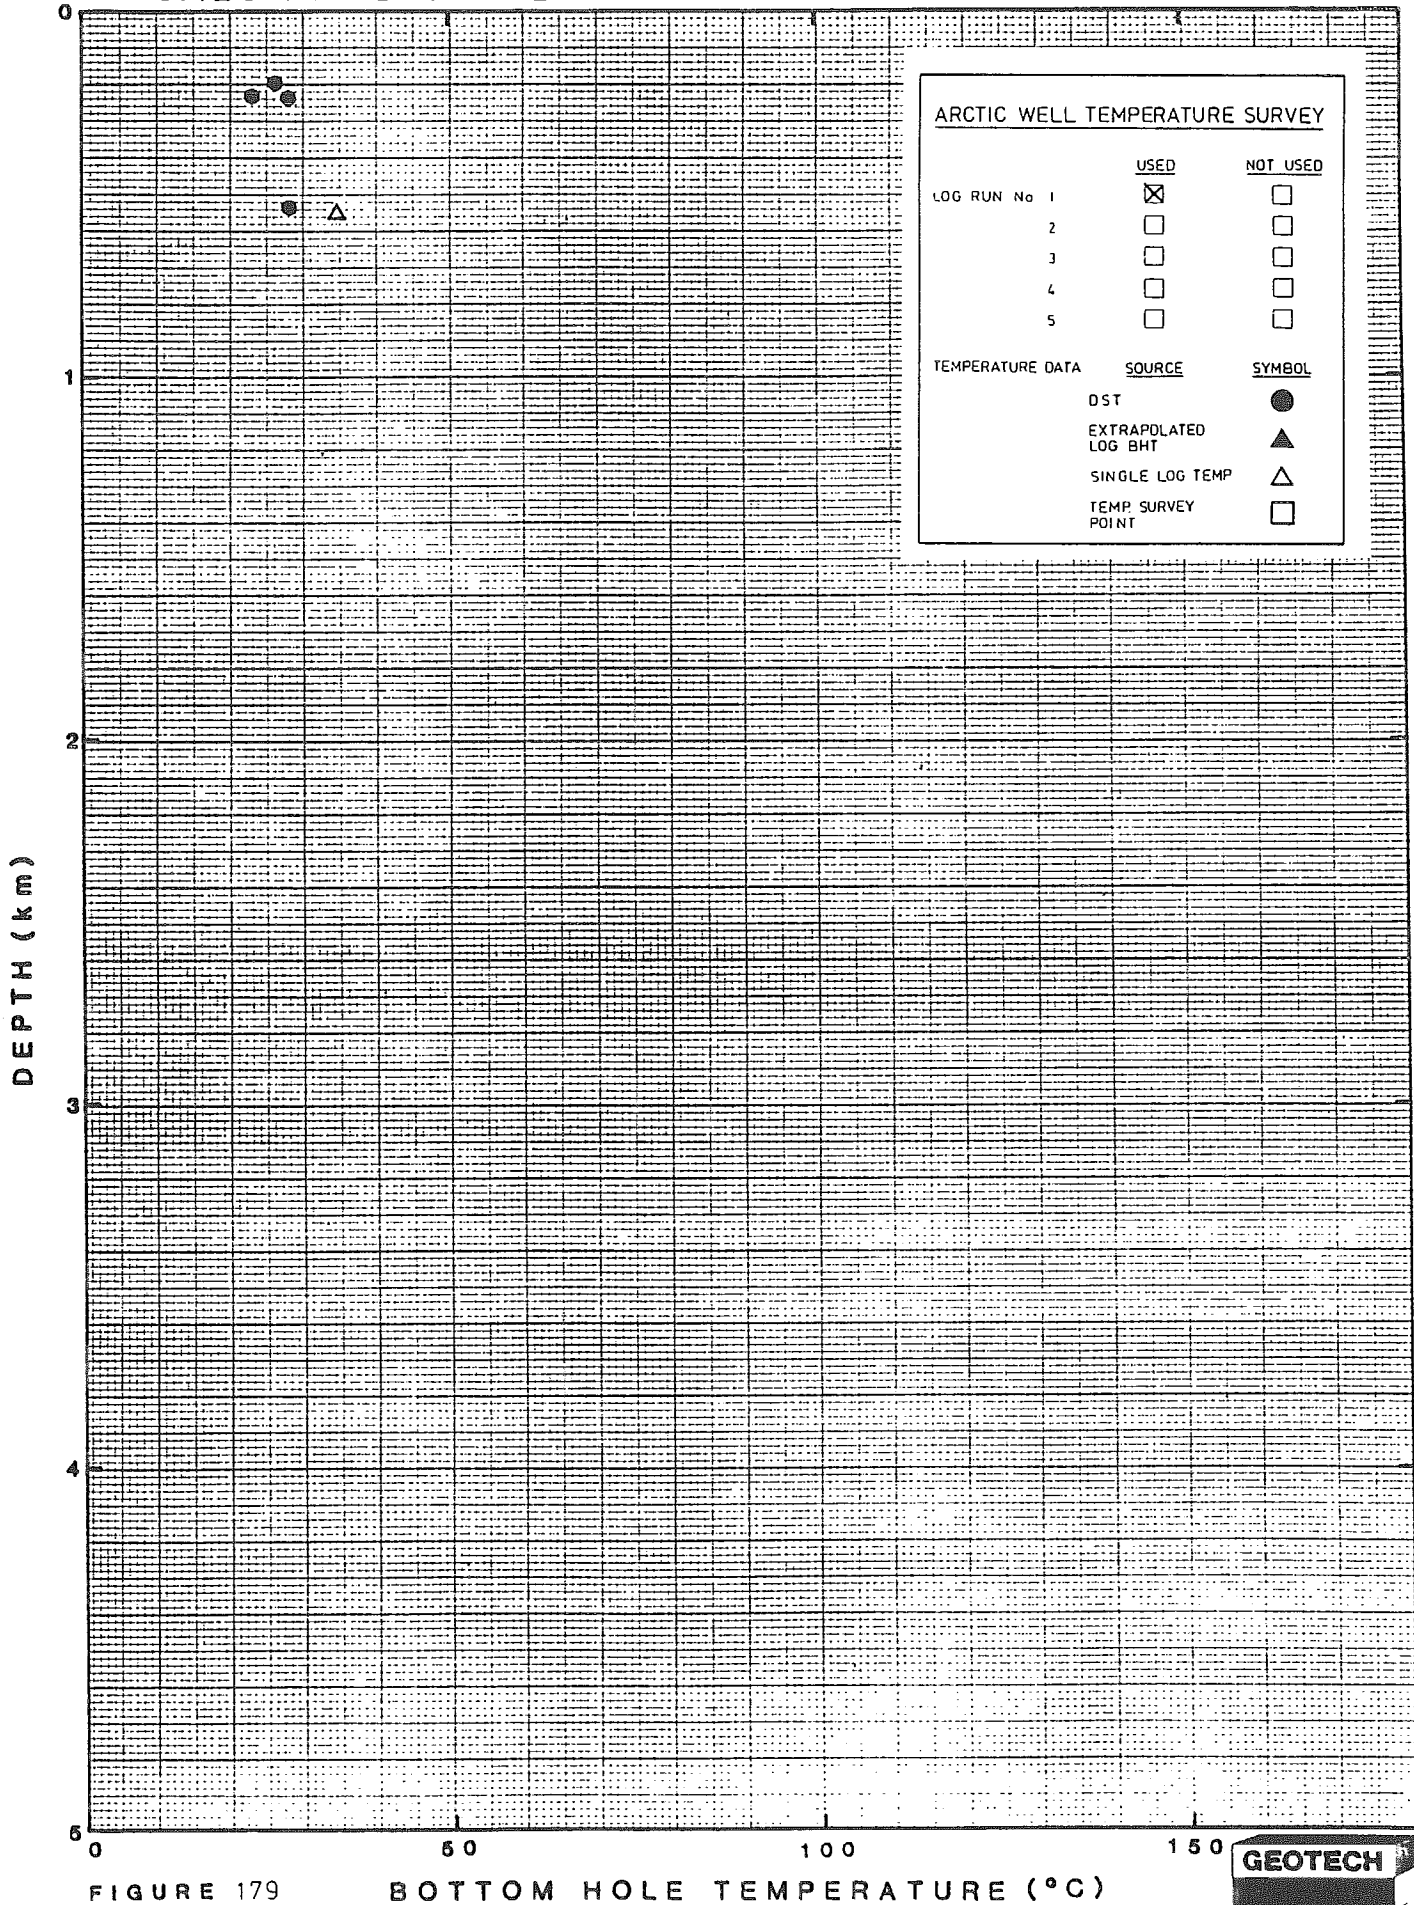 0
ARCTIC WELL TEMPERATURE SURVEY
USED NOT USED
LOG RUN No 1
2
3
4
5
TEMPERATURE DATA SOURCE SYMBOL
DST
EXTRAPOLATED
LOG BHT
SINGLE LOG TEMP
TEMP. SURVEY
POINT
1
2
DEPTH (km)
3
4
5
0 50 100 150
FIGURE 179 BOTTOM HOLE TEMPERATURE (°C)
GEOTECH